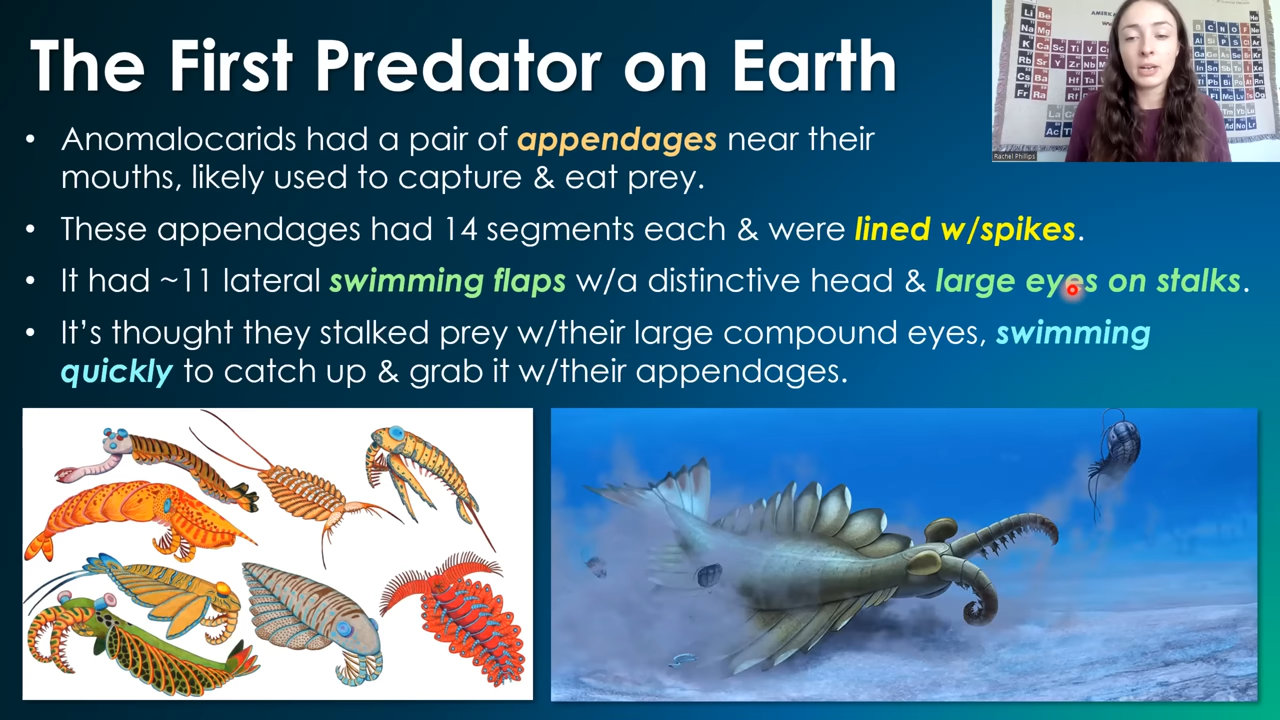 The First Predator on Earth
• Anomalocarids had a pair of appendages near their
mouths, likely used to capture & eat prey.
• These appendages had 14 segments each & were lined w/spikes.
• It had ~11 lateral swimming flaps w/a distinctive head & large eyes on stalks.
• It’s thought they stalked prey w/their large compound eyes, swimming
quickly to catch up & grab it w/their appendages.
Rachel Phillips